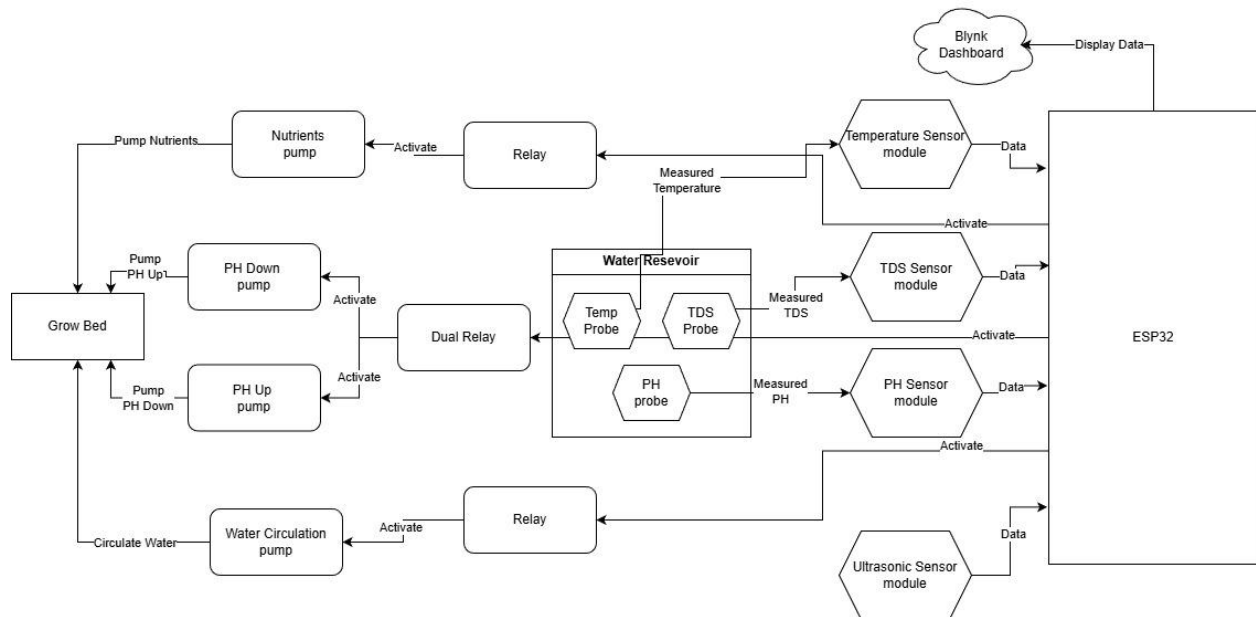 Blynk
Dashboard
Display Data
Pump Nutrients
Nutrients
pump
Activate
Relay
Temperature Sensor
module
Data
Measured
Temperature
Activate
Pump
PH Up
PH Down
pump
Activate
Water Resevoir
Temp
Probe
TDS
Probe
Measured
TDS
TDS Sensor
module
Data
Grow Bed
Dual Relay
Activate
ESP32
Pump
PH Down
PH Up
pump
Activate
PH
probe
Measured
PH
PH Sensor
module
Data
Activate
Circulate Water
Water Circulation
pump
Activate
Relay
Data
Ultrasonic Sensor
module